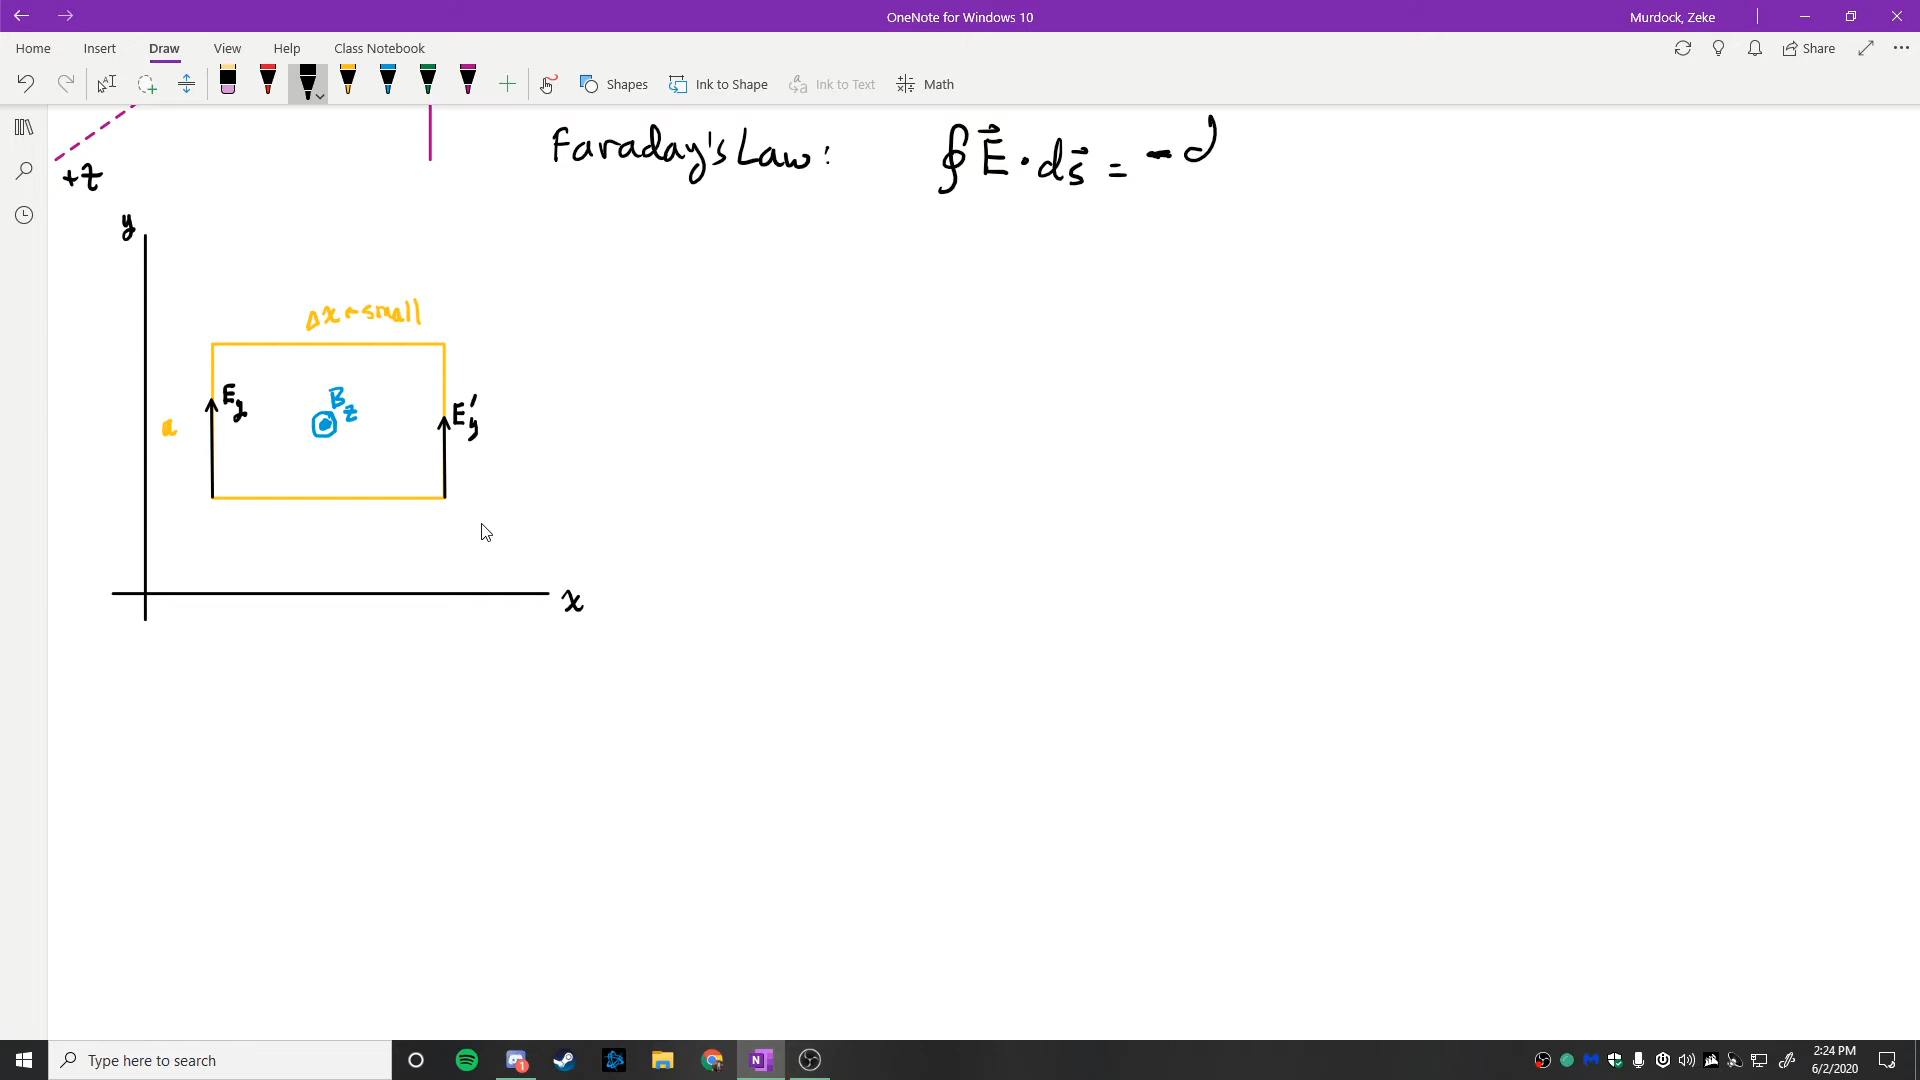 OneNote for Windows 10
Murdock, Zeke
Home Insert Draw View Help Class Notebook
Share
Shapes Ink to Shape Ink to Text Math
+z
Faraday's Law: ∮ E⃗ · ds⃗ = - d
y
Δx ← small
E_y
B_z
E'_y
a
x
Type here to search
2:24 PM
6/2/2020